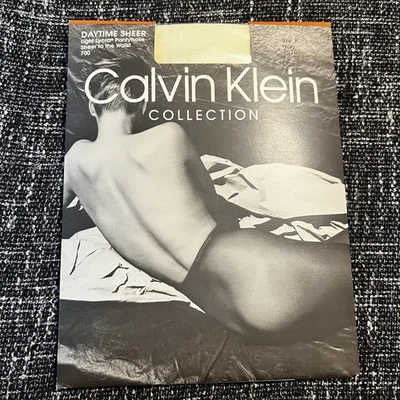 DAYTIME SHEER
Light Lycra® Pantyhose
Sheer to the Waist
700
Calvin Klein
COLLECTION